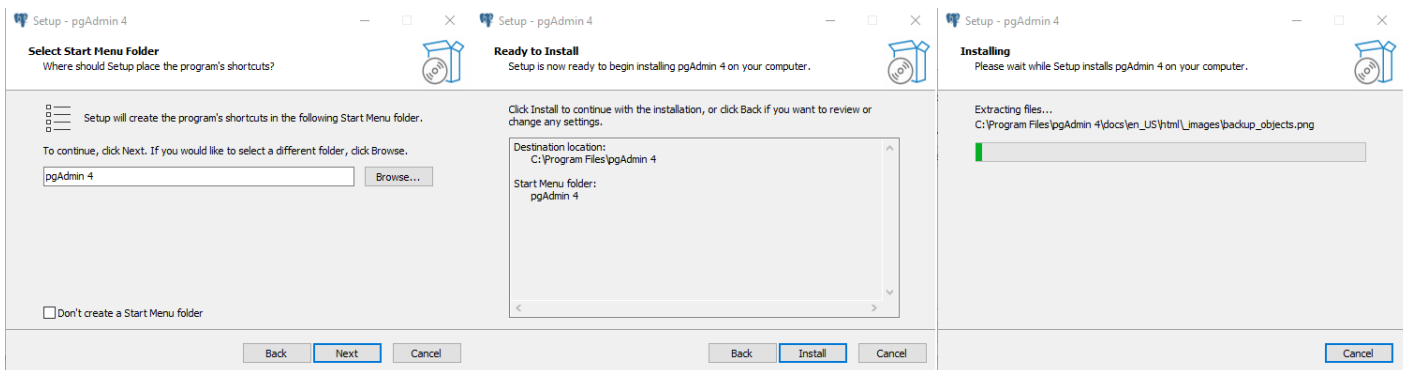 Setup - pgAdmin 4
Select Start Menu Folder
Where should Setup place the program's shortcuts?
Setup will create the program's shortcuts in the following Start Menu folder.
To continue, click Next. If you would like to select a different folder, click Browse.
pgAdmin 4
Browse...
Don't create a Start Menu folder
Back
Next
Cancel
Setup - pgAdmin 4
Ready to Install
Setup is now ready to begin installing pgAdmin 4 on your computer.
Click Install to continue with the installation, or click Back if you want to review or
change any settings.
Destination location:
C:\Program Files\pgAdmin 4
Start Menu folder:
pgAdmin 4
Back
Install
Cancel
Setup - pgAdmin 4
Installing
Please wait while Setup installs pgAdmin 4 on your computer.
Extracting files...
C:\Program Files\pgAdmin 4\docs\en_US\html\_images\backup_objects.png
Cancel